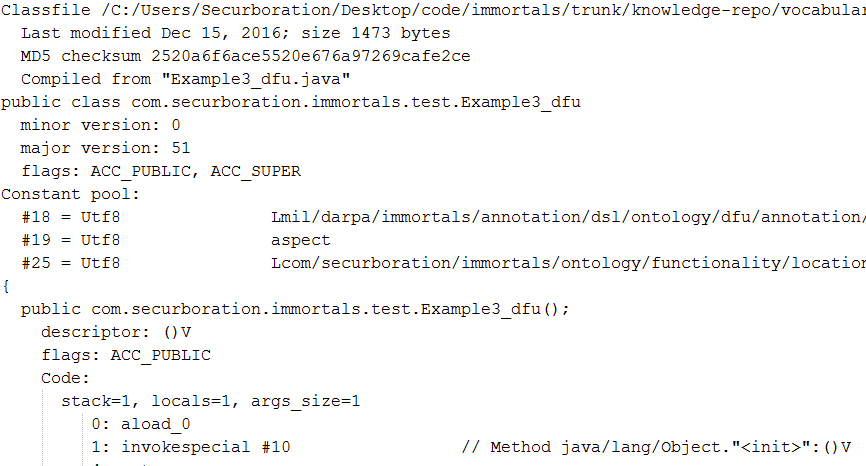 Classfile /C:/Users/Securboration/Desktop/code/immortals/trunk/knowledge-repo/vocabular
Last modified Dec 15, 2016; size 1473 bytes
MD5 checksum 2520a6f6ace5520e676a97269cafe2ce
Compiled from "Example3_dfu.java"
public class com.securboration.immortals.test.Example3_dfu
minor version: 0
major version: 51
flags: ACC_PUBLIC, ACC_SUPER
Constant pool:
#18 = Utf8 Lmil/darpa/immortals/annotation/dsl/ontology/dfu/annotation/
#19 = Utf8 aspect
#25 = Utf8 Lcom/securboration/immortals/ontology/functionality/location
{
public com.securboration.immortals.test.Example3_dfu();
descriptor: ()V
flags: ACC_PUBLIC
Code:
stack=1, locals=1, args_size=1
0: aload_0
1: invokespecial #10 // Method java/lang/Object."<init>":()V